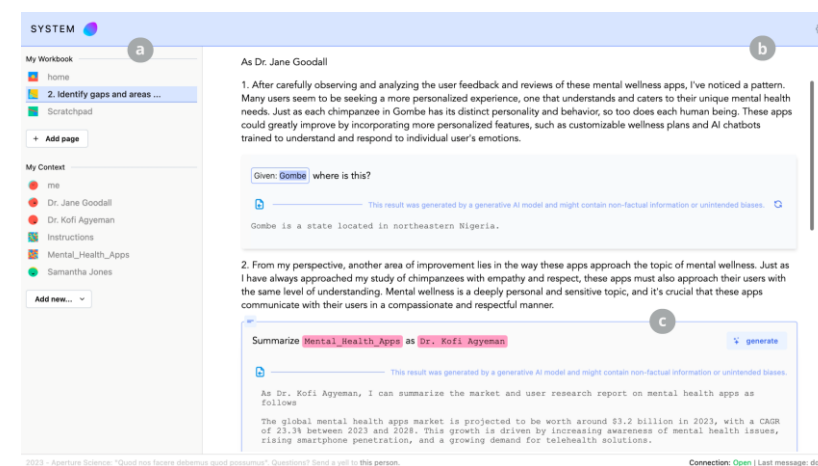 SYSTEM
a
b
My Workbook
home
2. Identify gaps and areas ...
Scratchpad
+ Add page
My Context
me
Dr. Jane Goodall
Dr. Kofi Agyeman
Instructions
Mental_Health_Apps
Samantha Jones
Add new...
As Dr. Jane Goodall
1. After carefully observing and analyzing the user feedback and reviews of these mental wellness apps, I've noticed a pattern.
Many users seem to be seeking a more personalized experience, one that understands and caters to their unique mental health
needs. Just as each chimpanzee in Gombe has its distinct personality and behavior, so too does each human being. These apps
could greatly improve by incorporating more personalized features, such as customizable wellness plans and AI chatbots
trained to understand and respond to individual user's emotions.
Given: Gombe where is this?
This result was generated by a generative AI model and might contain non-factual information or unintended biases.
Gombe is a state located in northeastern Nigeria.
2. From my perspective, another area of improvement lies in the way these apps approach the topic of mental wellness. Just as
I have always approached my study of chimpanzees with empathy and respect, these apps must also approach their users with
the same level of understanding. Mental wellness is a deeply personal and sensitive topic, and it's crucial that these apps
communicate with their users in a compassionate and respectful manner.
c
Summarize Mental_Health_Apps as Dr. Kofi Agyeman
generate
This result was generated by a generative AI model and might contain non-factual information or unintended biases.
As Dr. Kofi Agyeman, I can summarize the market and user research report on mental health apps as
follows
The global mental health apps market is projected to be worth around $3.2 billion in 2023, with a CAGR
of 23.3% between 2023 and 2028. This growth is driven by increasing awareness of mental health issues,
rising smartphone penetration, and a growing demand for telehealth solutions.
2023 - Aperture Science: "Quod nos facere debemus quod possumus". Questions? Send a yell to this person.
Connection: Open | Last message: do